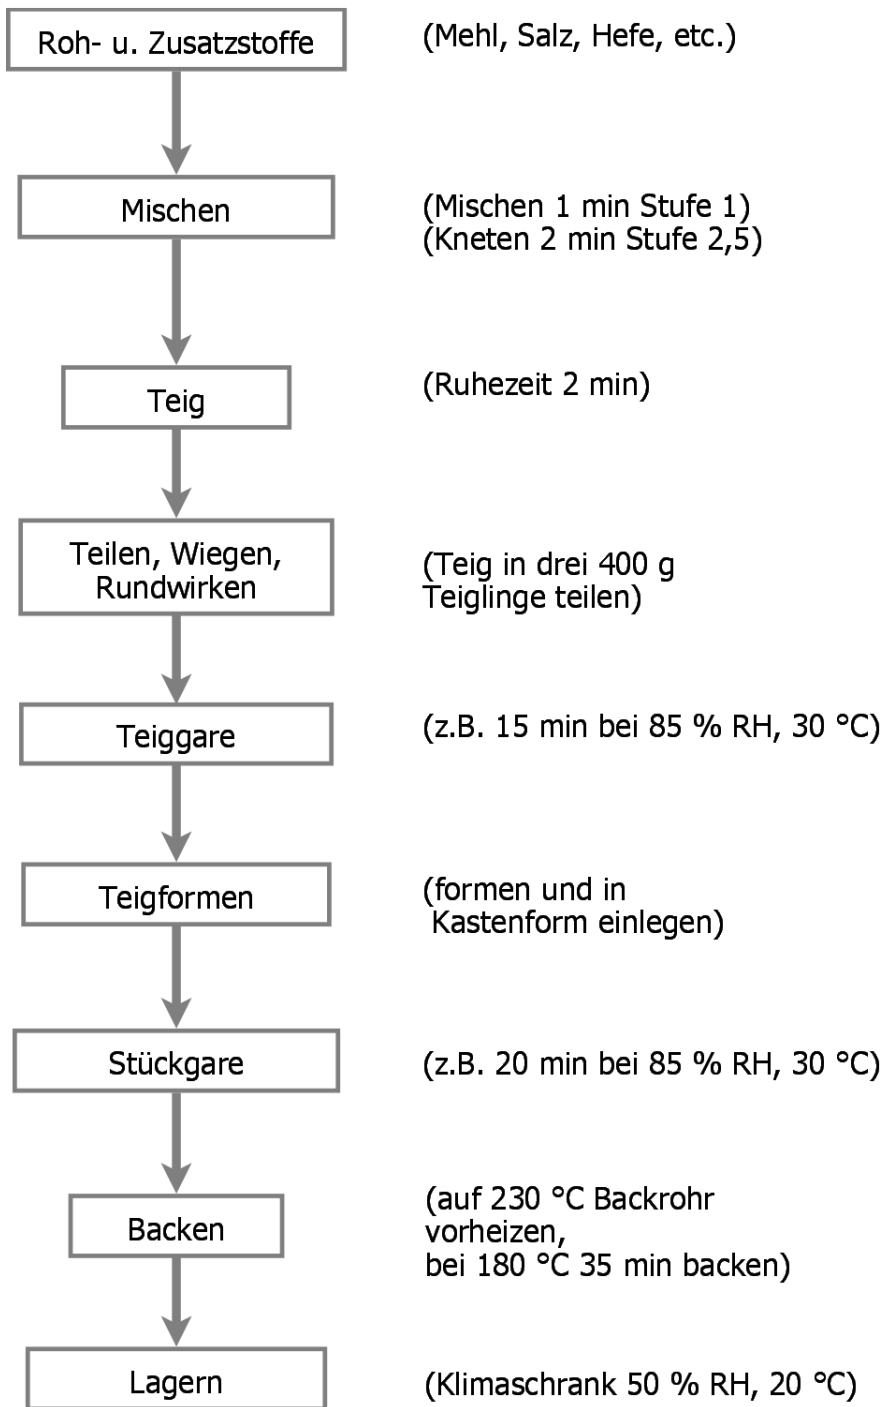 Roh- u. Zusatzstoffe
(Mehl, Salz, Hefe, etc.)
Mischen
(Mischen 1 min Stufe 1)
(Kneten 2 min Stufe 2,5)
Teig
(Ruhezeit 2 min)
Teilen, Wiegen,
Rundwirken
(Teig in drei 400 g
Teiglinge teilen)
Teiggare
(z.B. 15 min bei 85 % RH, 30 °C)
Teigformen
(formen und in
Kastenform einlegen)
Stückgare
(z.B. 20 min bei 85 % RH, 30 °C)
Backen
(auf 230 °C Backrohr
vorheizen,
bei 180 °C 35 min backen)
Lagern
(Klimaschrank 50 % RH, 20 °C)